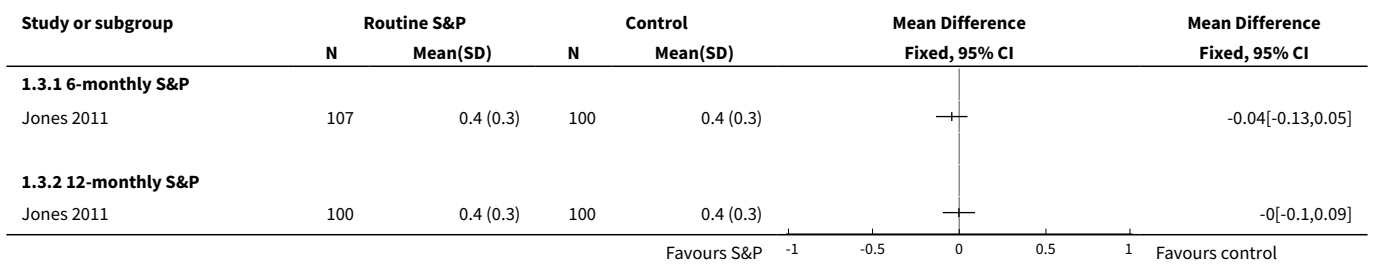 Study or subgroup Routine S&P Control Mean Difference Mean Difference
N Mean(SD) N Mean(SD) Fixed, 95% CI Fixed, 95% CI
1.3.1 6-monthly S&P
Jones 2011 107 0.4 (0.3) 100 0.4 (0.3) -0.04[-0.13,0.05]
1.3.2 12-monthly S&P
Jones 2011 100 0.4 (0.3) 100 0.4 (0.3) -0[-0.1,0.09]
Favours S&P -1 -0.5 0 0.5 1 Favours control